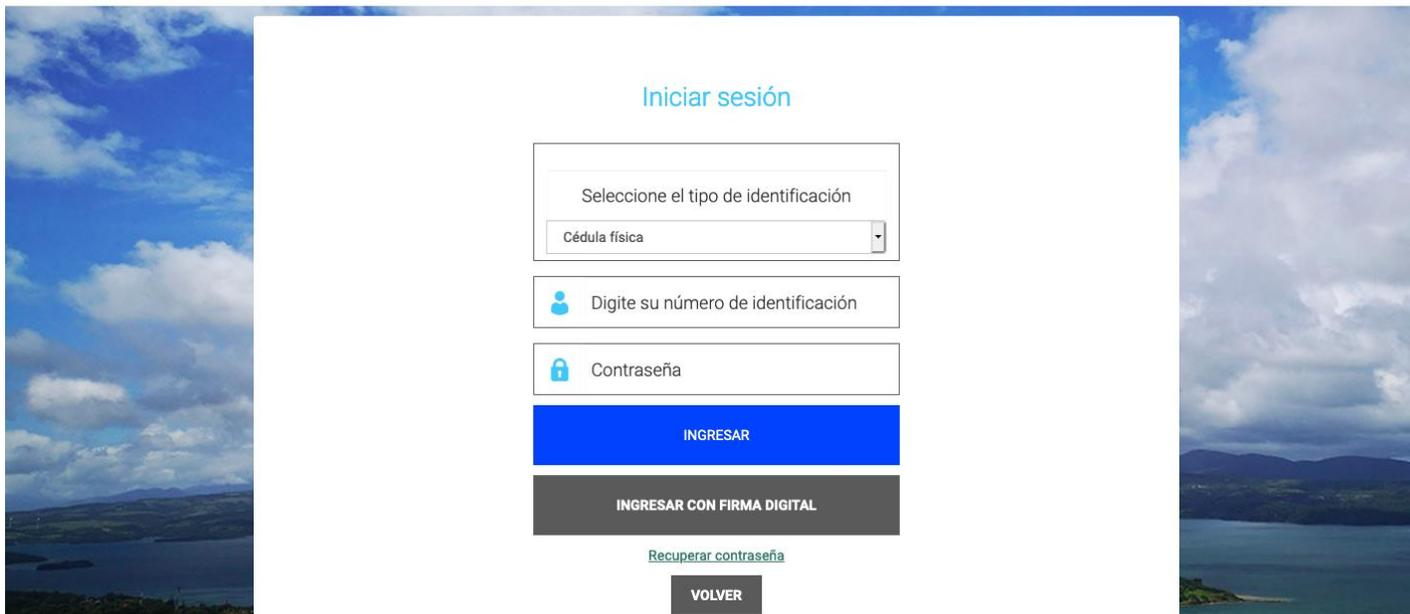 Iniciar sesión
Seleccione el tipo de identificación
Cédula física
Digite su número de identificación
Contraseña
INGRESAR
INGRESAR CON FIRMA DIGITAL
Recuperar contraseña
VOLVER